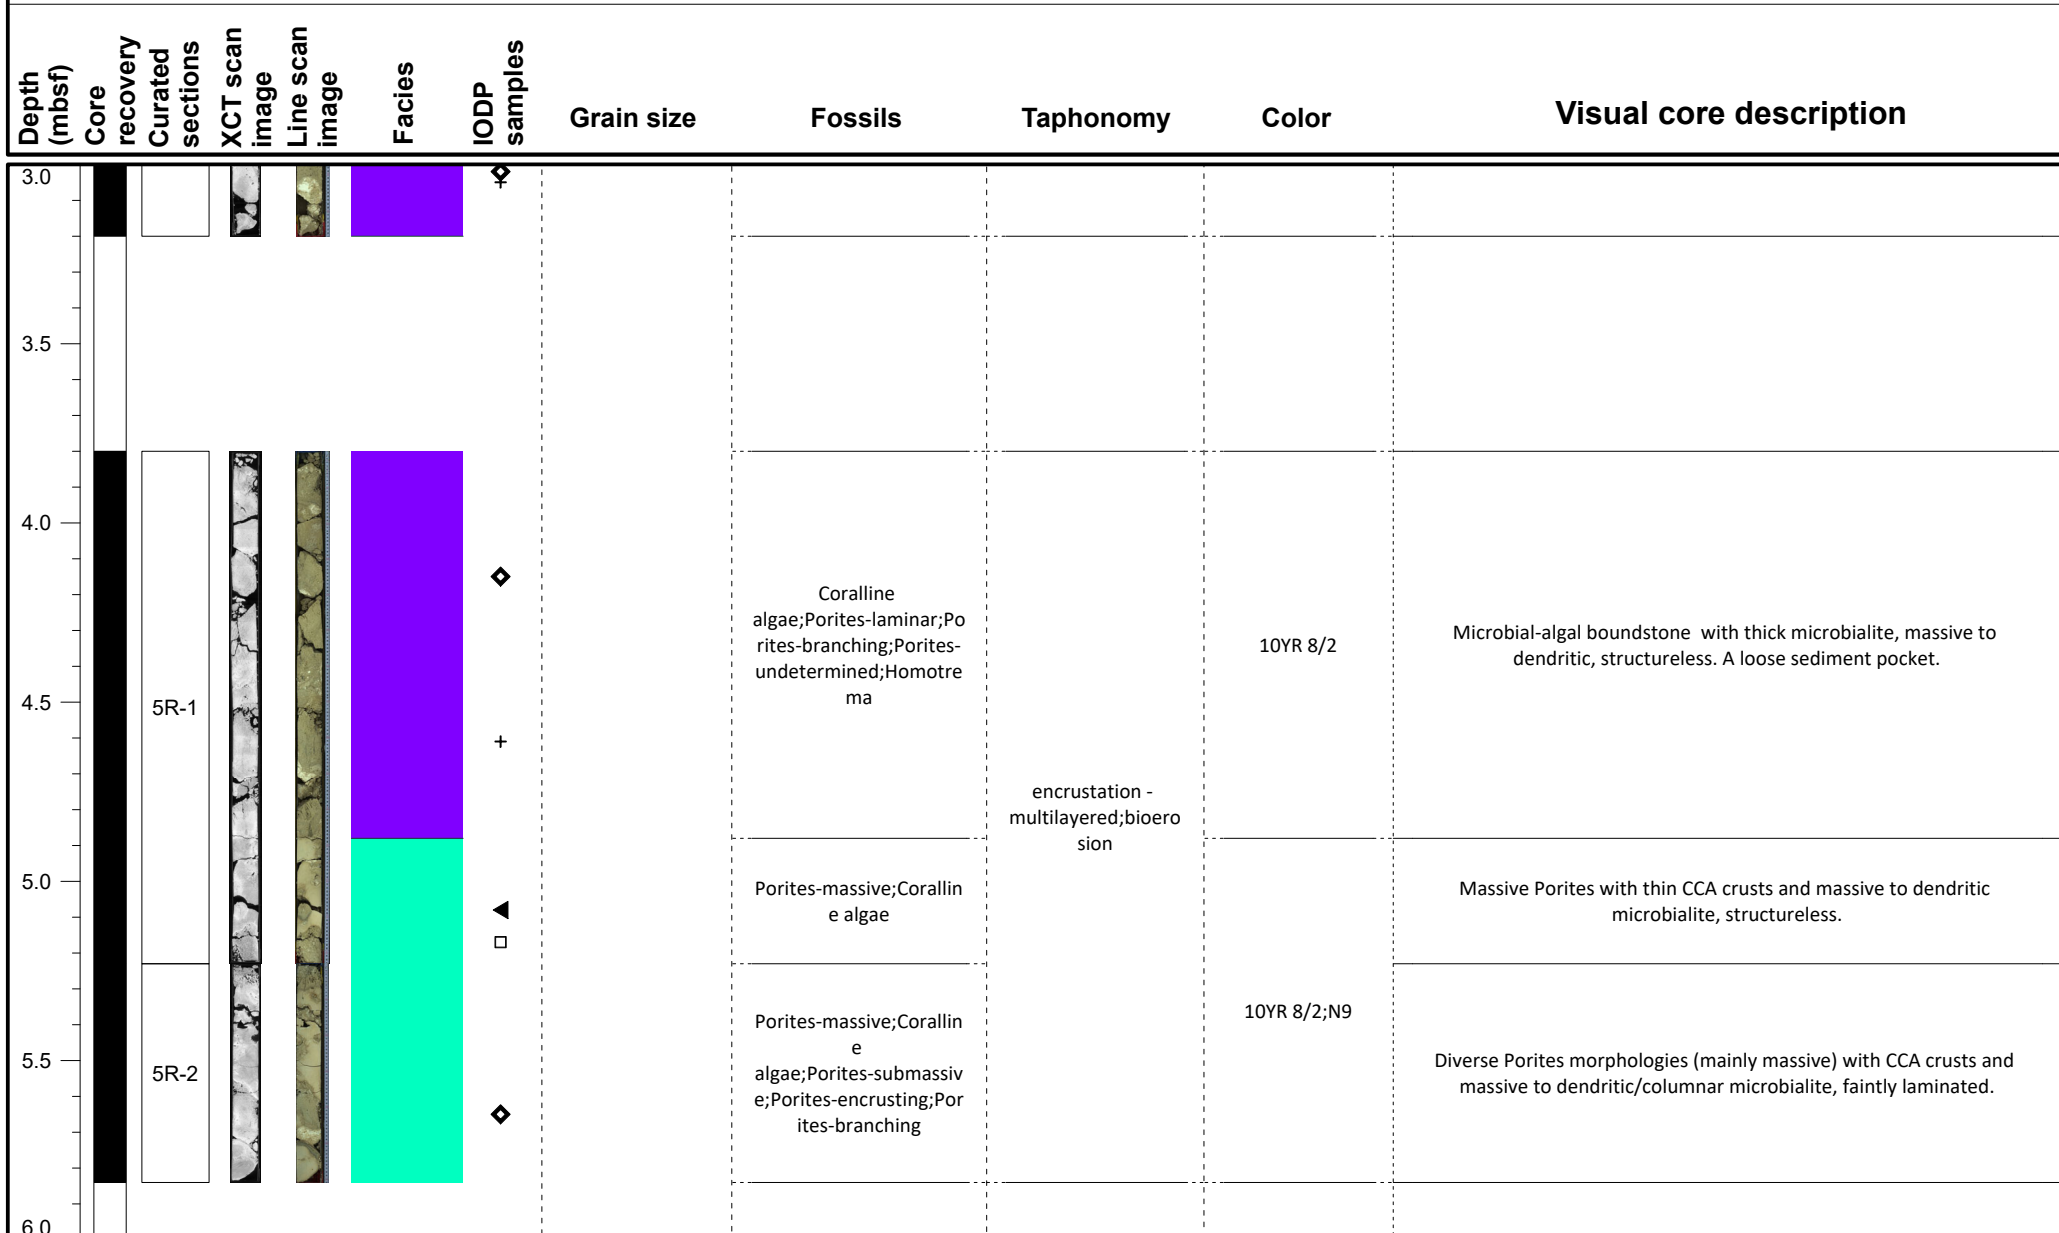 Depth
(mbsf)
Core
recovery
Curated
sections
XCT scan
image
Line scan
image
Facies
IODP
samples
Grain size
Fossils
Taphonomy
Color
Visual core description
3.0
3.5
4.0
4.5
5.0
5.5
6.0
5R-1
5R-2
Coralline
algae;Porites-laminar;Po
rites-branching;Porites-
undetermined;Homotre
ma
Porites-massive;Corallin
e algae
Porites-massive;Corallin
e
algae;Porites-submassiv
e;Porites-encrusting;Por
ites-branching
encrustation -
multilayered;bioero
sion
10YR 8/2
10YR 8/2;N9
Microbial-algal boundstone  with thick microbialite, massive to
dendritic, structureless. A loose sediment pocket.
Massive Porites with thin CCA crusts and massive to dendritic
microbialite, structureless.
Diverse Porites morphologies (mainly massive) with CCA crusts and
massive to dendritic/columnar microbialite, faintly laminated.